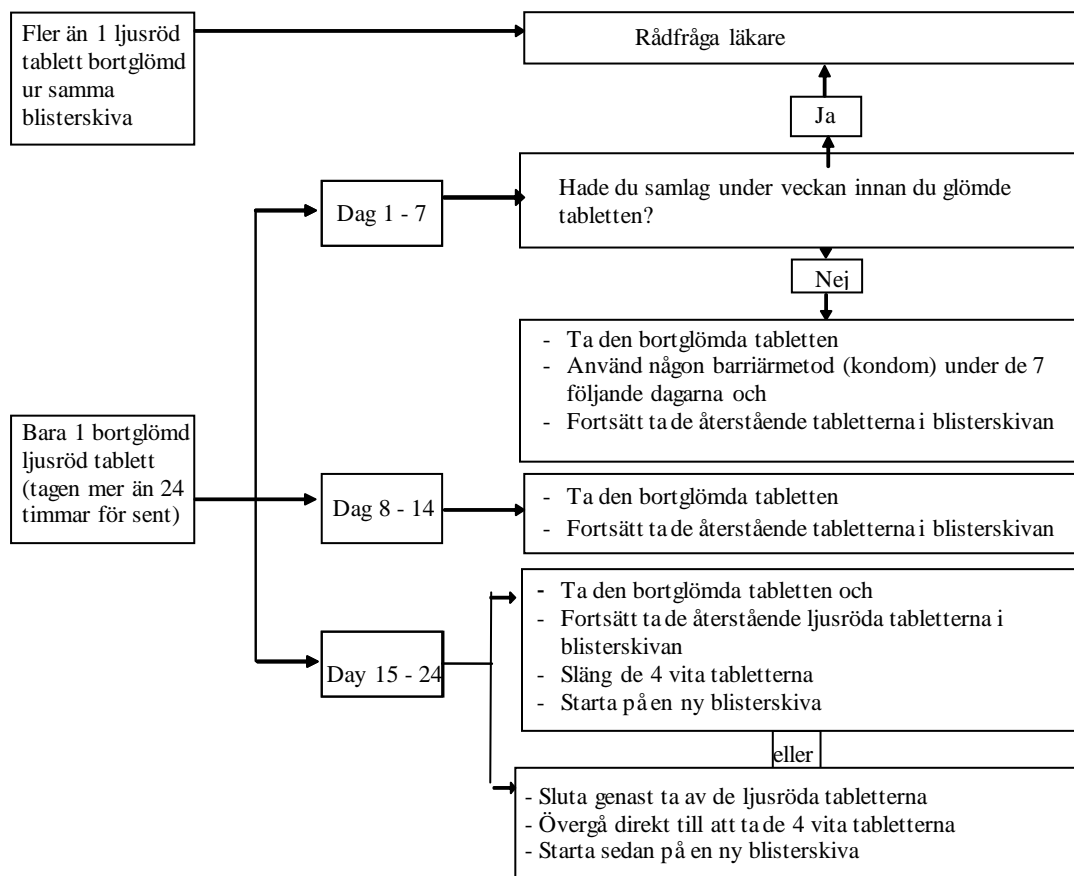 Fler än 1 ljusröd
tablett bortglömd
ur samma
blisterskiva
Rådfråga läkare
Ja
Dag 1 - 7
Hade du samlag under veckan innan du glömde
tabletten?
Nej
- Ta den bortglömda tabletten
- Använd någon barriärmetod (kondom) under de 7
följande dagarna och
- Fortsätt ta de återstående tabletterna i blisterskivan
Bara 1 bortglömd
ljusröd tablett
(tagen mer än 24
timmar för sent)
Dag 8 - 14
- Ta den bortglömda tabletten
- Fortsätt ta de återstående tabletterna i blisterskivan
Day 15 - 24
- Ta den bortglömda tabletten och
- Fortsätt ta de återstående ljusröda tabletterna i
blisterskivan
- Släng de 4 vita tabletterna
- Starta på en ny blisterskiva
eller
- Sluta genast ta av de ljusröda tabletterna
- Övergå direkt till att ta de 4 vita tabletterna
- Starta sedan på en ny blisterskiva